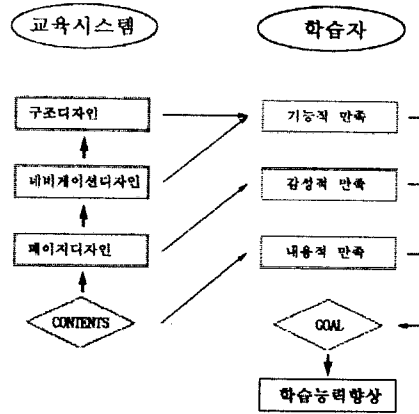 교육시스템
학습자
구조디자인
기능적 만족
네비게이션디자인
감성적 만족
페이지디자인
내용적 만족
CONTENTS
GOAL
학습능력향상